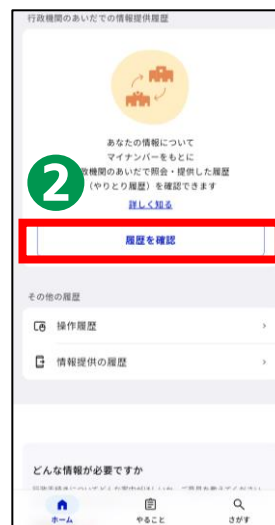 行政機関のあいだでの情報提供履歴
あなたの情報について
マイナンバーをもとに
2
政機関のあいだで照会・提供した履歴
（やりとり履歴）を確認できます
詳しく知る
履歴を確認
その他の履歴
操作履歴
情報提供の履歴
どんな情報が必要ですか
ホーム
やること
さがす